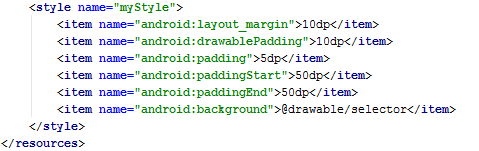 <style name="myStyle">
<item name="android:layout_margin">10dp</item>
<item name="android:drawablePadding">10dp</item>
<item name="android:padding">5dp</item>
<item name="android:paddingStart">50dp</item>
<item name="android:paddingEnd">50dp</item>
<item name="android:background">@drawable/selector</item>
</style>
</resources>